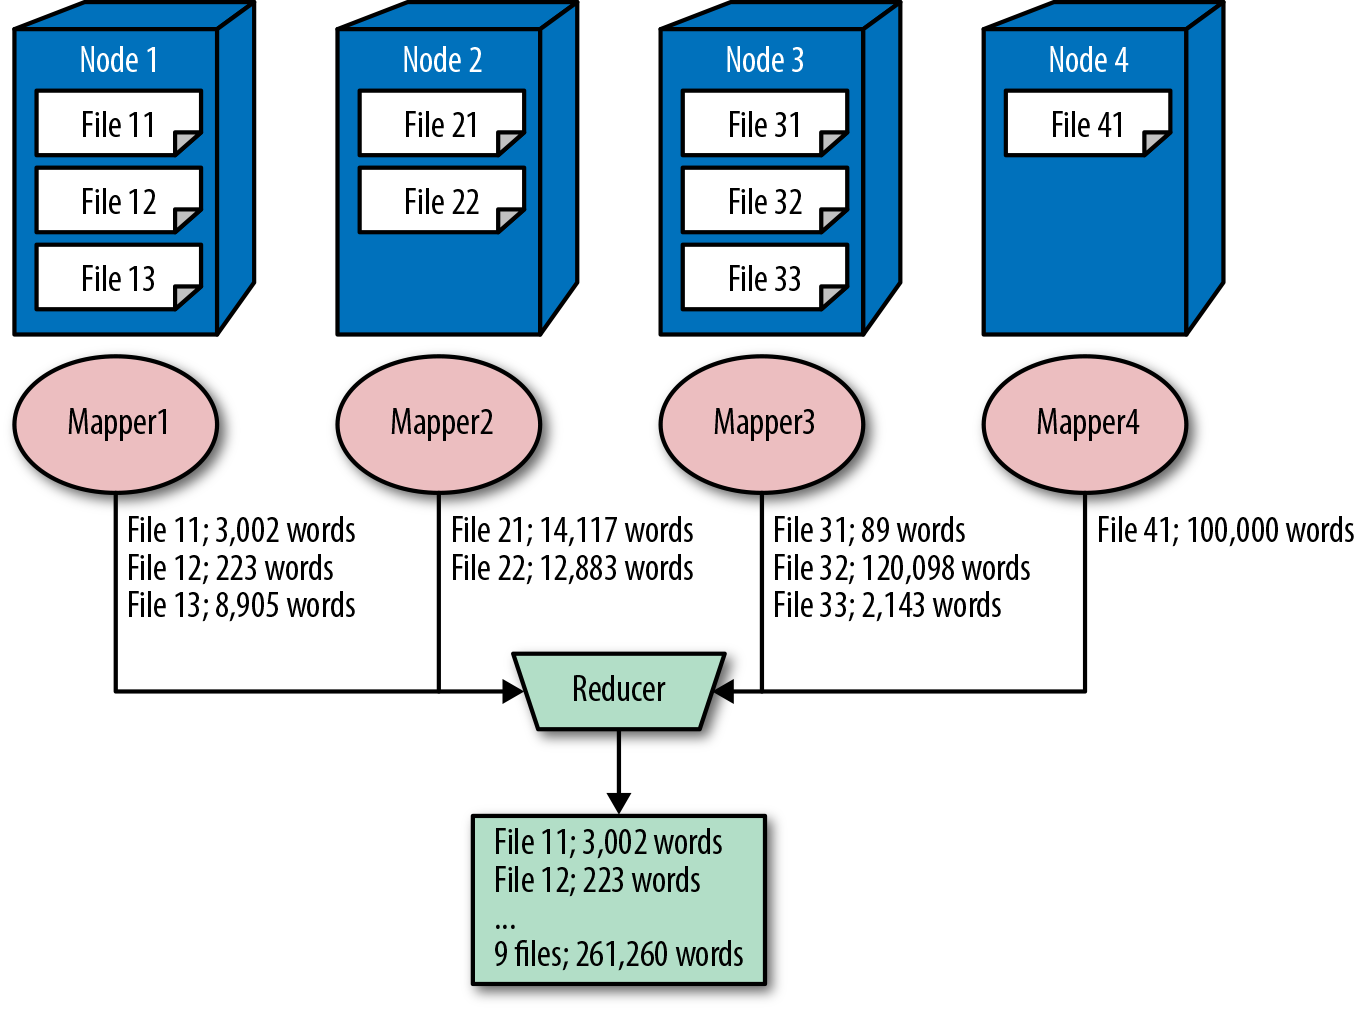 Node 1
File 11
File 12
File 13
Node 2
File 21
File 22
Node 3
File 31
File 32
File 33
Node 4
File 41
Mapper1
Mapper2
Mapper3
Mapper4
File 11; 3,002 words
File 12; 223 words
File 13; 8,905 words
File 21; 14,117 words
File 22; 12,883 words
File 31; 89 words
File 32; 120,098 words
File 33; 2,143 words
File 41; 100,000 words
Reducer
File 11; 3,002 words
File 12; 223 words
...
9 files; 261,260 words